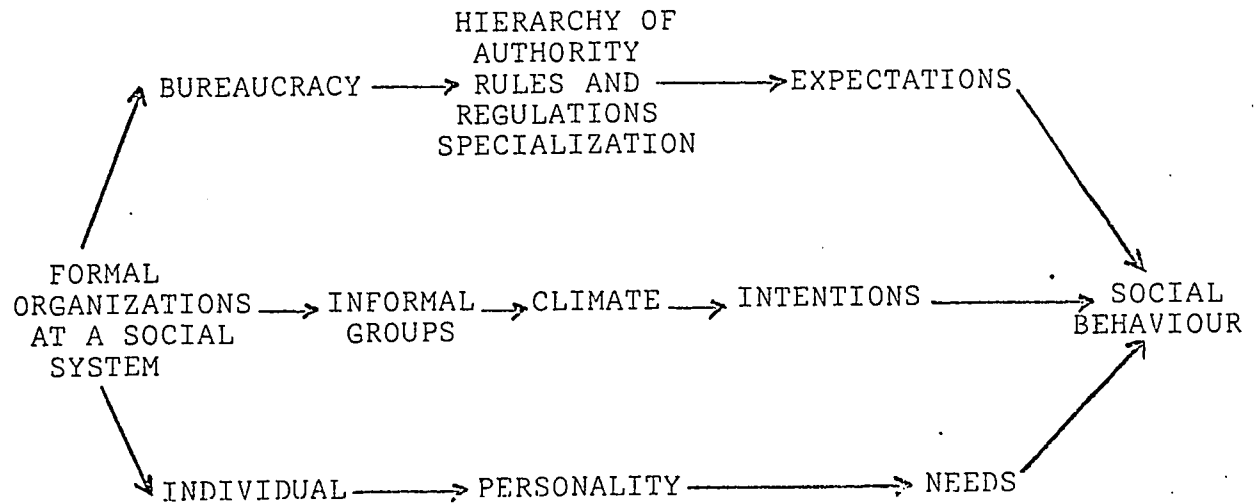 HIERARCHY OF
AUTHORITY
BUREAUCRACY
RULES AND
EXPECTATIONS
REGULATIONS
SPECIALIZATION
FORMAL
ORGANIZATIONS
AT A SOCIAL
SYSTEM
INFORMAL
GROUPS
CLIMATE
INTENTIONS
SOCIAL
BEHAVIOUR
INDIVIDUAL
PERSONALITY
NEEDS